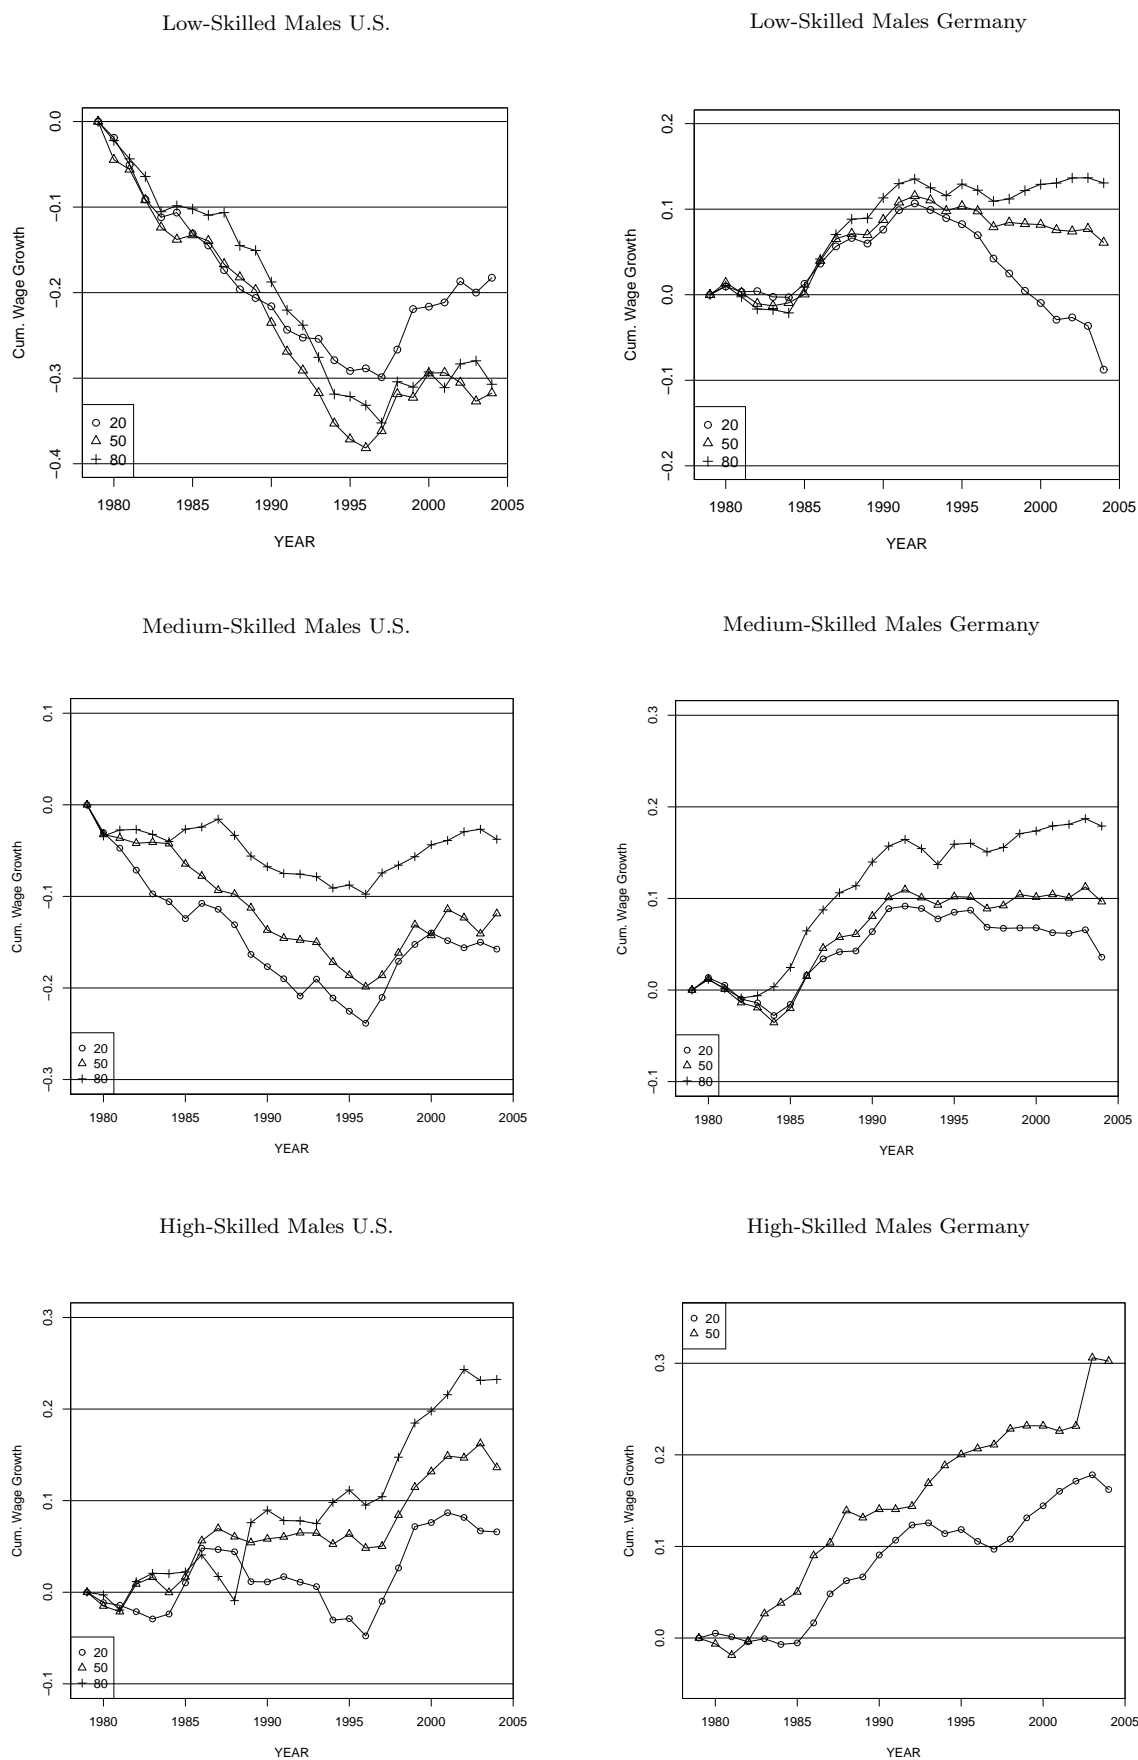 Low-Skilled Males U.S.
Low-Skilled Males Germany
Cum. Wage Growth
0.0
−0.1
−0.2
−0.3
−0.4
20
50
80
1980 1985 1990 1995 2000 2005
YEAR
Cum. Wage Growth
0.2
0.1
0.0
−0.1
−0.2
20
50
80
1980 1985 1990 1995 2000 2005
YEAR
Medium-Skilled Males U.S.
Medium-Skilled Males Germany
Cum. Wage Growth
0.1
0.0
−0.1
−0.2
−0.3
20
50
80
1980 1985 1990 1995 2000 2005
YEAR
Cum. Wage Growth
0.3
0.2
0.1
0.0
−0.1
20
50
80
1980 1985 1990 1995 2000 2005
YEAR
High-Skilled Males U.S.
High-Skilled Males Germany
Cum. Wage Growth
0.3
0.2
0.1
0.0
−0.1
20
50
80
1980 1985 1990 1995 2000 2005
YEAR
Cum. Wage Growth
20
50
0.3
0.2
0.1
0.0
1980 1985 1990 1995 2000 2005
YEAR